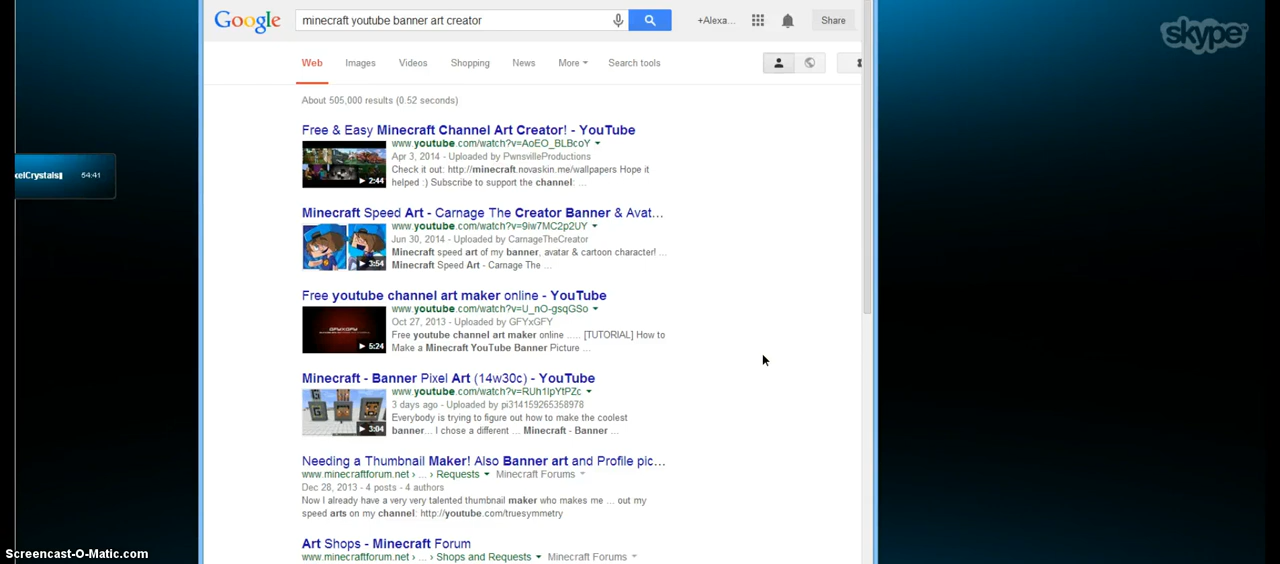 Google
minecraft youtube banner art creator
+Alexa...
Share
skype
Web Images Videos Shopping News More Search tools
About 505,000 results (0.52 seconds)
Free & Easy Minecraft Channel Art Creator! - YouTube
www.youtube.com/watch?v=AoEO_BLBcoY
Apr 3, 2014 - Uploaded by PwnsvilleProductions
Check it out: http://minecraft.novaskin.me/wallpapers Hope it
helped :) Subscribe to support the channel: ...
2:44
xelCrystals 54:41
Minecraft Speed Art - Carnage The Creator Banner & Avat...
www.youtube.com/watch?v=9iw7MC2p2UY
Jun 30, 2014 - Uploaded by CarnageTheCreator
Minecraft speed art of my banner, avatar & cartoon character! ...
Minecraft Speed Art - Carnage The ...
3:54
Free youtube channel art maker online - YouTube
www.youtube.com/watch?v=U_nO-gsqGSo
Oct 27, 2013 - Uploaded by GFYxGFY
Free youtube channel art maker online ..... [TUTORIAL] How to
Make a Minecraft YouTube Banner Picture ...
GFYXGFY
5:24
Minecraft - Banner Pixel Art (14w30c) - YouTube
www.youtube.com/watch?v=RUh1ipYtPZc
3 days ago - Uploaded by pi314159265358978
Everybody is trying to figure out how to make the coolest
banner... I chose a different ... Minecraft - Banner ...
3:04
Needing a Thumbnail Maker! Also Banner art and Profile pic...
www.minecraftforum.net › ... › Requests Minecraft Forums
Dec 28, 2013 - 4 posts - 4 authors
Now I already have a very very talented thumbnail maker who makes me ... out my
speed arts on my channel: http://youtube.com/truesymmetry
Art Shops - Minecraft Forum
www.minecraftforum.net › ... › Shops and Requests Minecraft Forums
Screencast-O-Matic.com